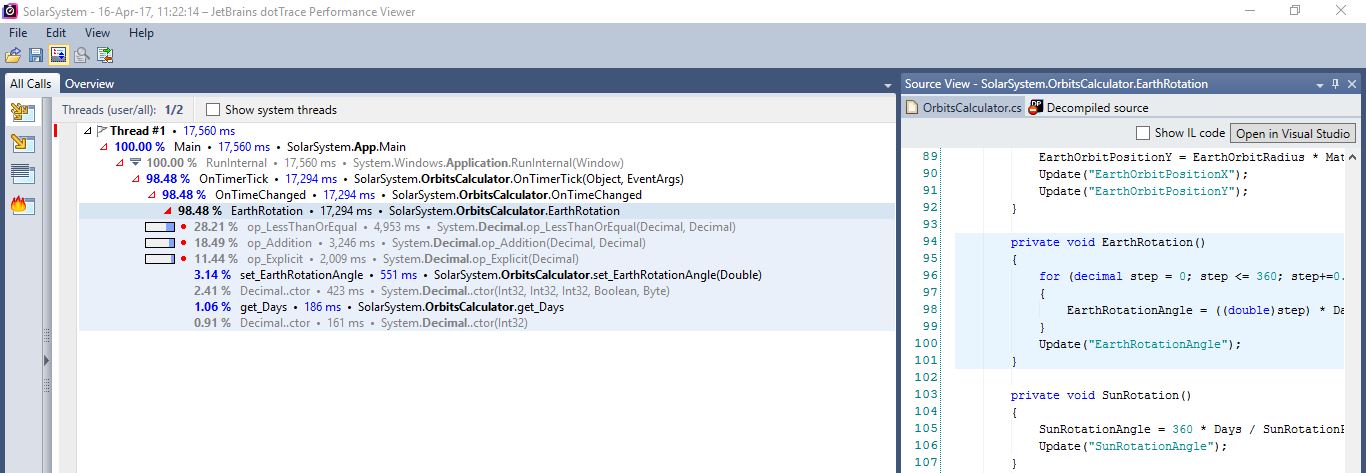 SolarSystem - 16-Apr-17, 11:22:14 – JetBrains dotTrace Performance Viewer
File Edit View Help
All Calls Overview
Threads (user/all): 1/2 Show system threads
Thread #1 • 17,560 ms
100.00 % Main • 17,560 ms • SolarSystem.App.Main
100.00 % RunInternal • 17,560 ms • System.Windows.Application.RunInternal(Window)
98.48 % OnTimerTick • 17,294 ms • SolarSystem.OrbitsCalculator.OnTimerTick(Object, EventArgs)
98.48 % OnTimeChanged • 17,294 ms • SolarSystem.OrbitsCalculator.OnTimeChanged
98.48 % EarthRotation • 17,294 ms • SolarSystem.OrbitsCalculator.EarthRotation
28.21 % op_LessThanOrEqual • 4,953 ms • System.Decimal.op_LessThanOrEqual(Decimal, Decimal)
18.49 % op_Addition • 3,246 ms • System.Decimal.op_Addition(Decimal, Decimal)
11.44 % op_Explicit • 2,009 ms • System.Decimal.op_Explicit(Decimal)
3.14 % set_EarthRotationAngle • 551 ms • SolarSystem.OrbitsCalculator.set_EarthRotationAngle(Double)
2.41 % Decimal..ctor • 423 ms • System.Decimal..ctor(Int32, Int32, Int32, Boolean, Byte)
1.06 % get_Days • 186 ms • SolarSystem.OrbitsCalculator.get_Days
0.91 % Decimal..ctor • 161 ms • System.Decimal..ctor(Int32)
Source View - SolarSystem.OrbitsCalculator.EarthRotation
OrbitsCalculator.cs DP Decompiled source
Show IL code Open in Visual Studio
89 EarthOrbitPositionY = EarthOrbitRadius * Mat
90 Update("EarthOrbitPositionX");
91 Update("EarthOrbitPositionY");
92 }
93
94 private void EarthRotation()
95 {
96 for (decimal step = 0; step <= 360; step+=0.
97 {
98 EarthRotationAngle = ((double)step) * Da
99 }
100 Update("EarthRotationAngle");
101 }
102
103 private void SunRotation()
104 {
105 SunRotationAngle = 360 * Days / SunRotationP
106 Update("SunRotationAngle");
107 }